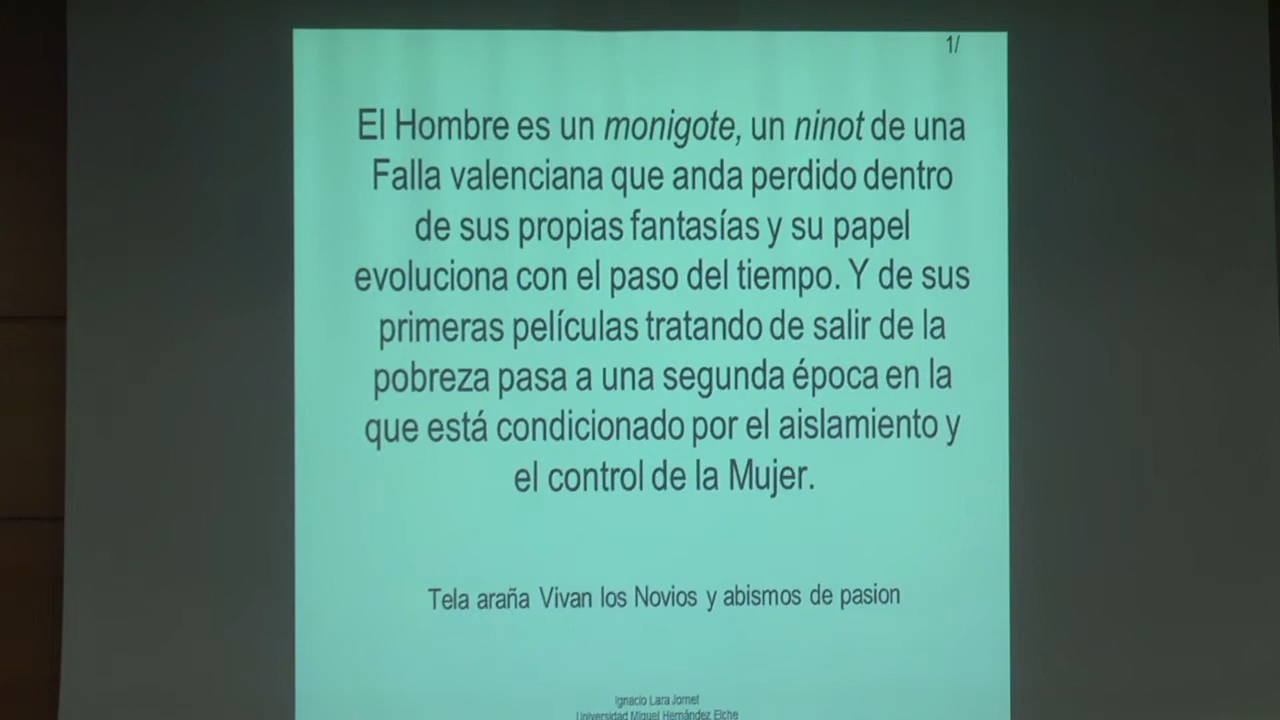 1/
El Hombre es un monigote, un ninot de una
Falla valenciana que anda perdido dentro
de sus propias fantasías y su papel
evoluciona con el paso del tiempo. Y de sus
primeras películas tratando de salir de la
pobreza pasa a una segunda época en la
que está condicionado por el aislamiento y
el control de la Mujer.
Tela araña Vivan los Novios y abismos de pasion
Ignacio Lara Jornet
Universidad Miguel Hernández Elche